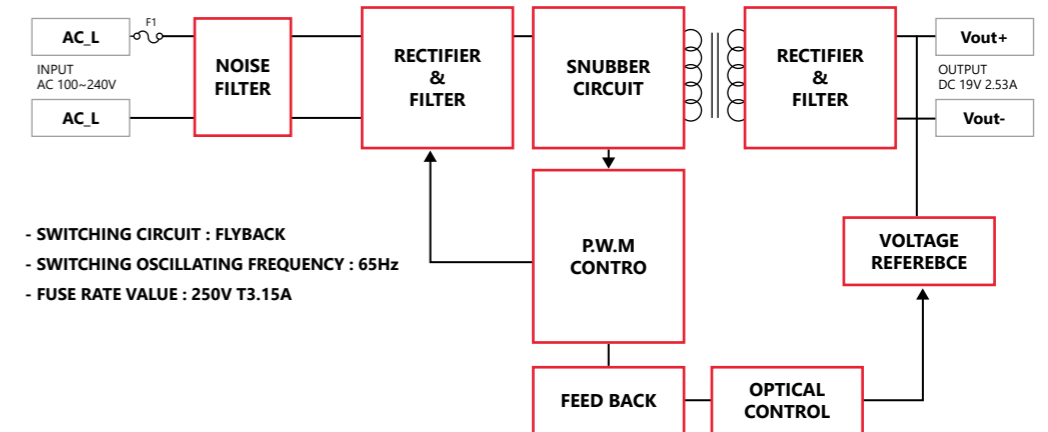 AC_L
F1
INPUT
AC 100~240V
AC_L
NOISE
FILTER
RECTIFIER
&
FILTER
SNUBBER
CIRCUIT
RECTIFIER
&
FILTER
Vout+
OUTPUT
DC 19V 2.53A
Vout-
- SWITCHING CIRCUIT : FLYBACK
- SWITCHING OSCILLATING FREQUENCY : 65Hz
- FUSE RATE VALUE : 250V T3.15A
P.W.M
CONTRO
VOLTAGE
REFEREBCE
FEED BACK
OPTICAL
CONTROL